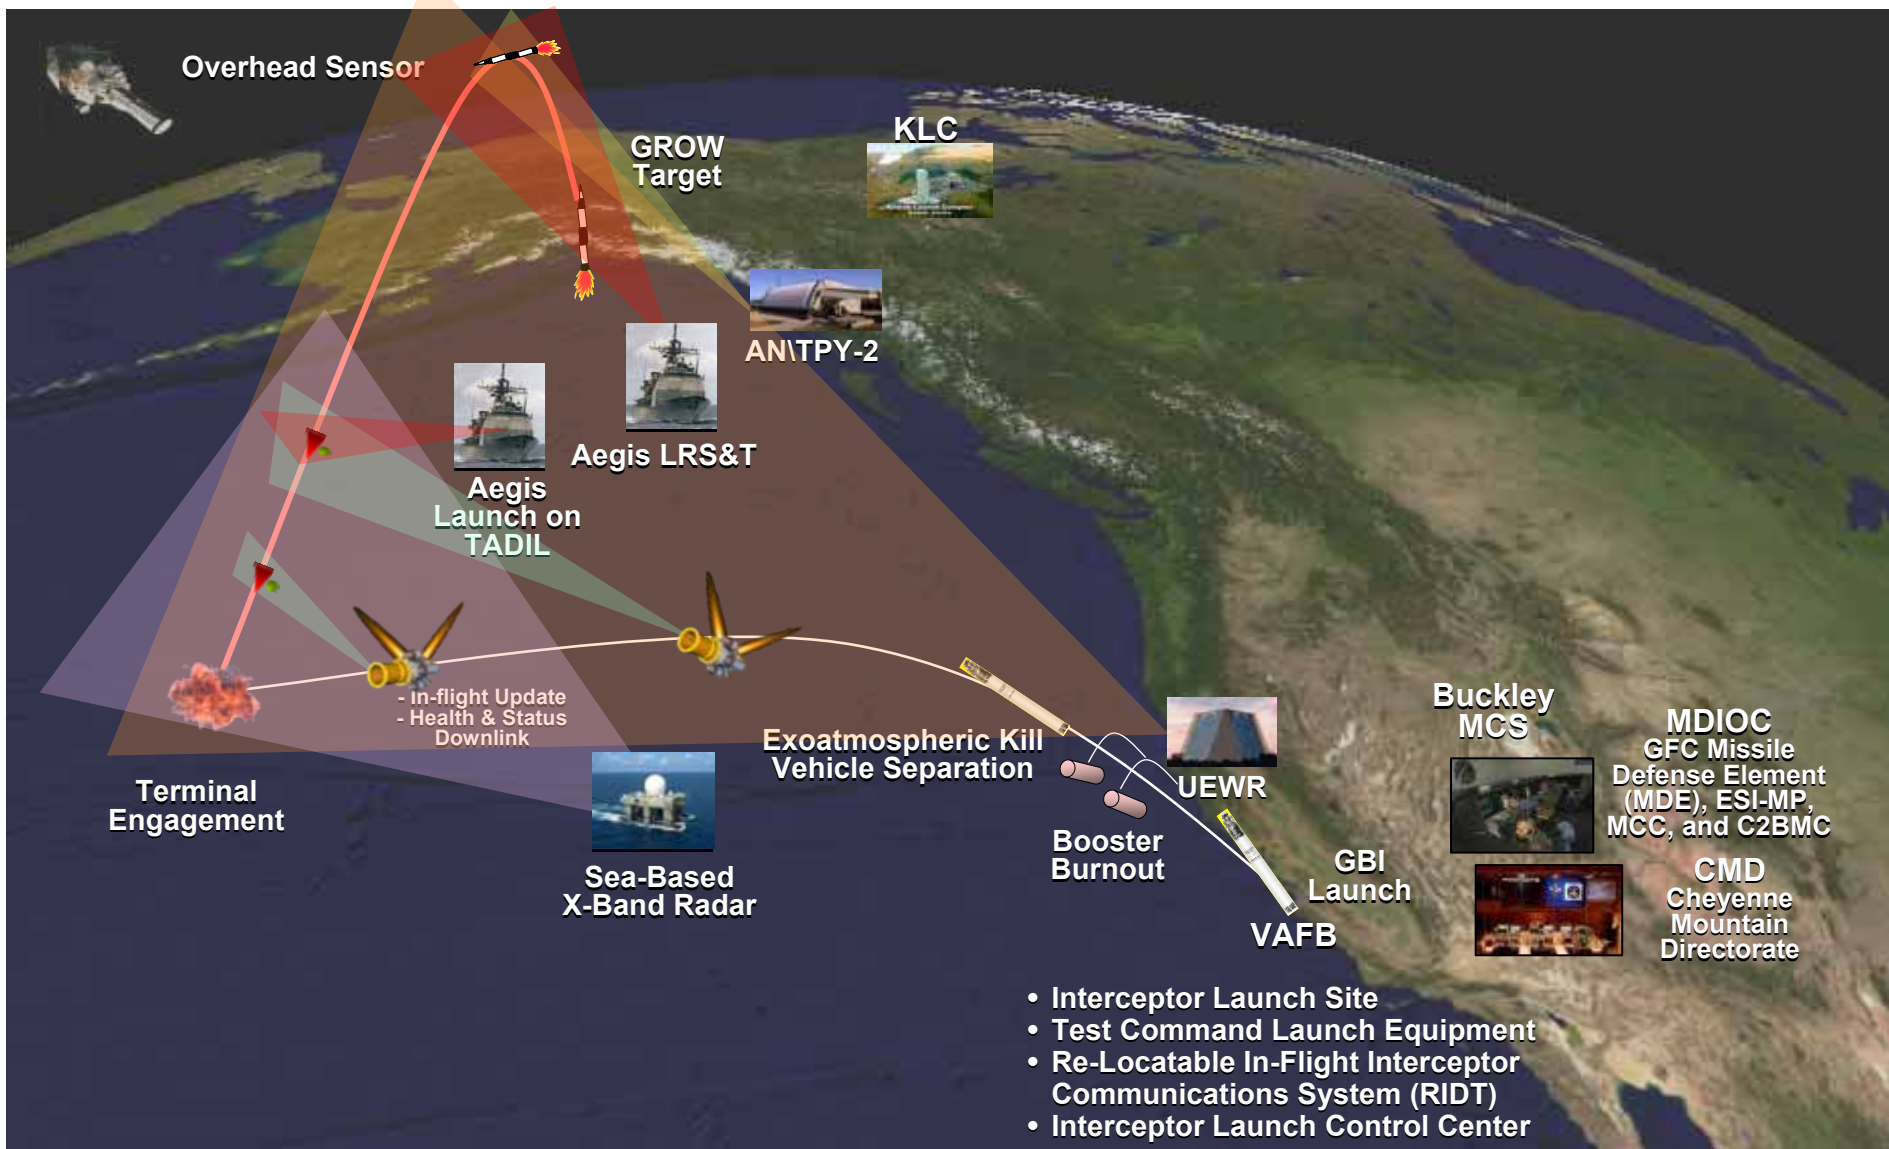 Overhead Sensor
KLC
GROW
Target
AN\TPY-2
Aegis LRS&T
Aegis
Launch on
TADIL
- In-flight Update
- Health & Status
Downlink
Exoatmospheric Kill
Vehicle Separation
Terminal
Engagement
Sea-Based
X-Band Radar
Booster
Burnout
UEWR
GBI
Launch
VAFB
Buckley
MCS
MDIOC
GFC Missile
Defense Element
(MDE), ESI-MP,
MCC, and C2BMC
CMD
Cheyenne
Mountain
Directorate
• Interceptor Launch Site
• Test Command Launch Equipment
• Re-Locatable In-Flight Interceptor
Communications System (RIDT)
• Interceptor Launch Control Center